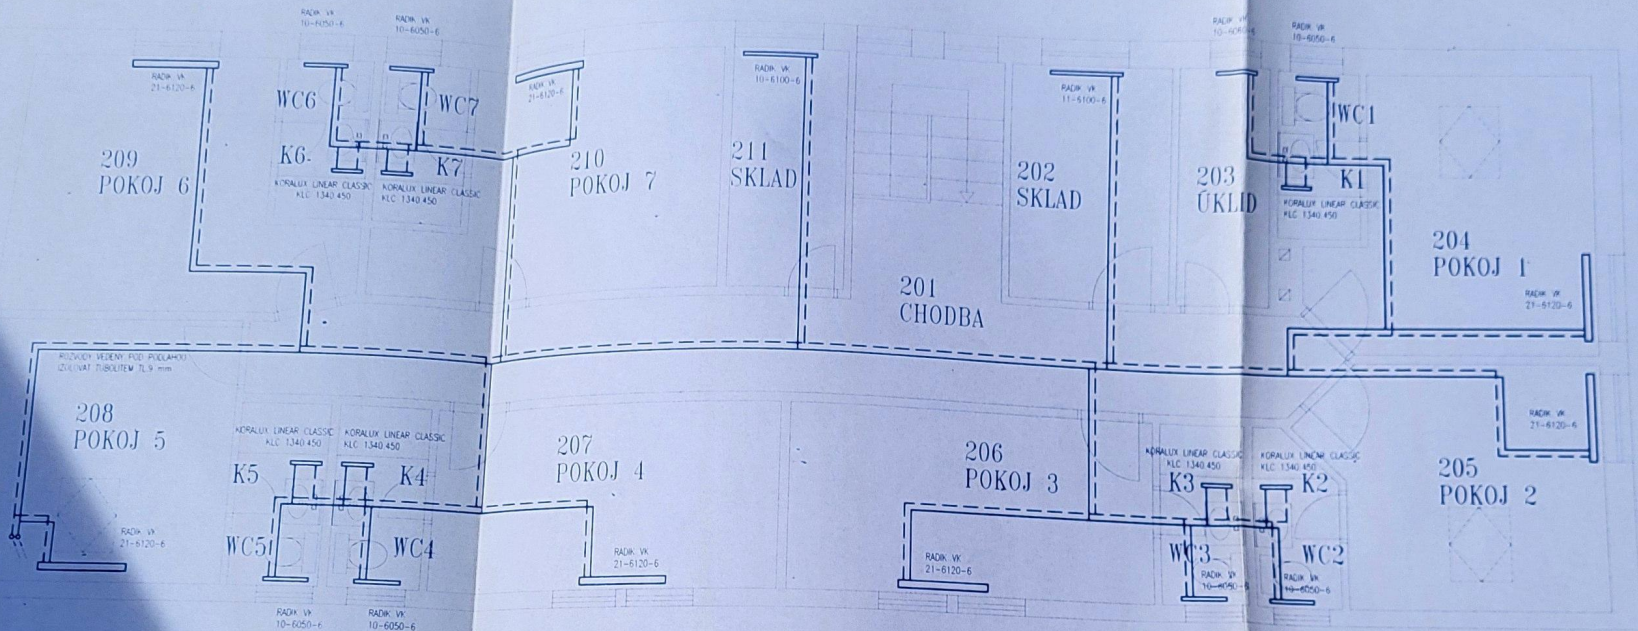 RADIK VK
10-6050-6
RADIK VK
10-6050-6
RADIK VK
10-6050-6
RADIK VK
10-6050-6
RADIK VK
21-6120-6
WC6
WC7
RADIK VK
21-6120-6
RADIK VK
10-6100-6
RADIK VK
11-6100-6
WC1
209
POKOJ 6
K6
K7
KORALUX LINEAR CLASSIC
KLC 1340.450
KORALUX LINEAR CLASSIC
KLC 1340.450
210
POKOJ 7
211
SKLAD
202
SKLAD
203
ÚKLID
K1
KORALUX LINEAR CLASSIC
KLC 1340.450
204
POKOJ 1
RADIK VK
21-6120-6
201
CHODBA
ROZVODY VEDENY POD PODLAHOU
IZOLOVAT TUBOLITEM TL.9 mm
208
POKOJ 5
KORALUX LINEAR CLASSIC
KLC 1340.450
KORALUX LINEAR CLASSIC
KLC 1340.450
K5
K4
207
POKOJ 4
206
POKOJ 3
KORALUX LINEAR CLASSIC
KLC 1340.450
KORALUX LINEAR CLASSIC
KLC 1340.450
K3
K2
RADIK VK
21-6120-6
205
POKOJ 2
RADIK VK
21-6120-6
WC5
WC4
RADIK VK
21-6120-6
RADIK VK
21-6120-6
WC3
WC2
RADIK VK
10-6050-6
RADIK VK
10-6050-6
RADIK VK
10-6050-6
RADIK VK
10-6050-6